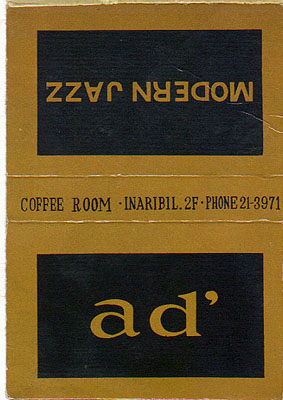 MODERN JAZZ
COFFEE ROOM · INARIBIL. 2F · PHONE 21-3971
ad'